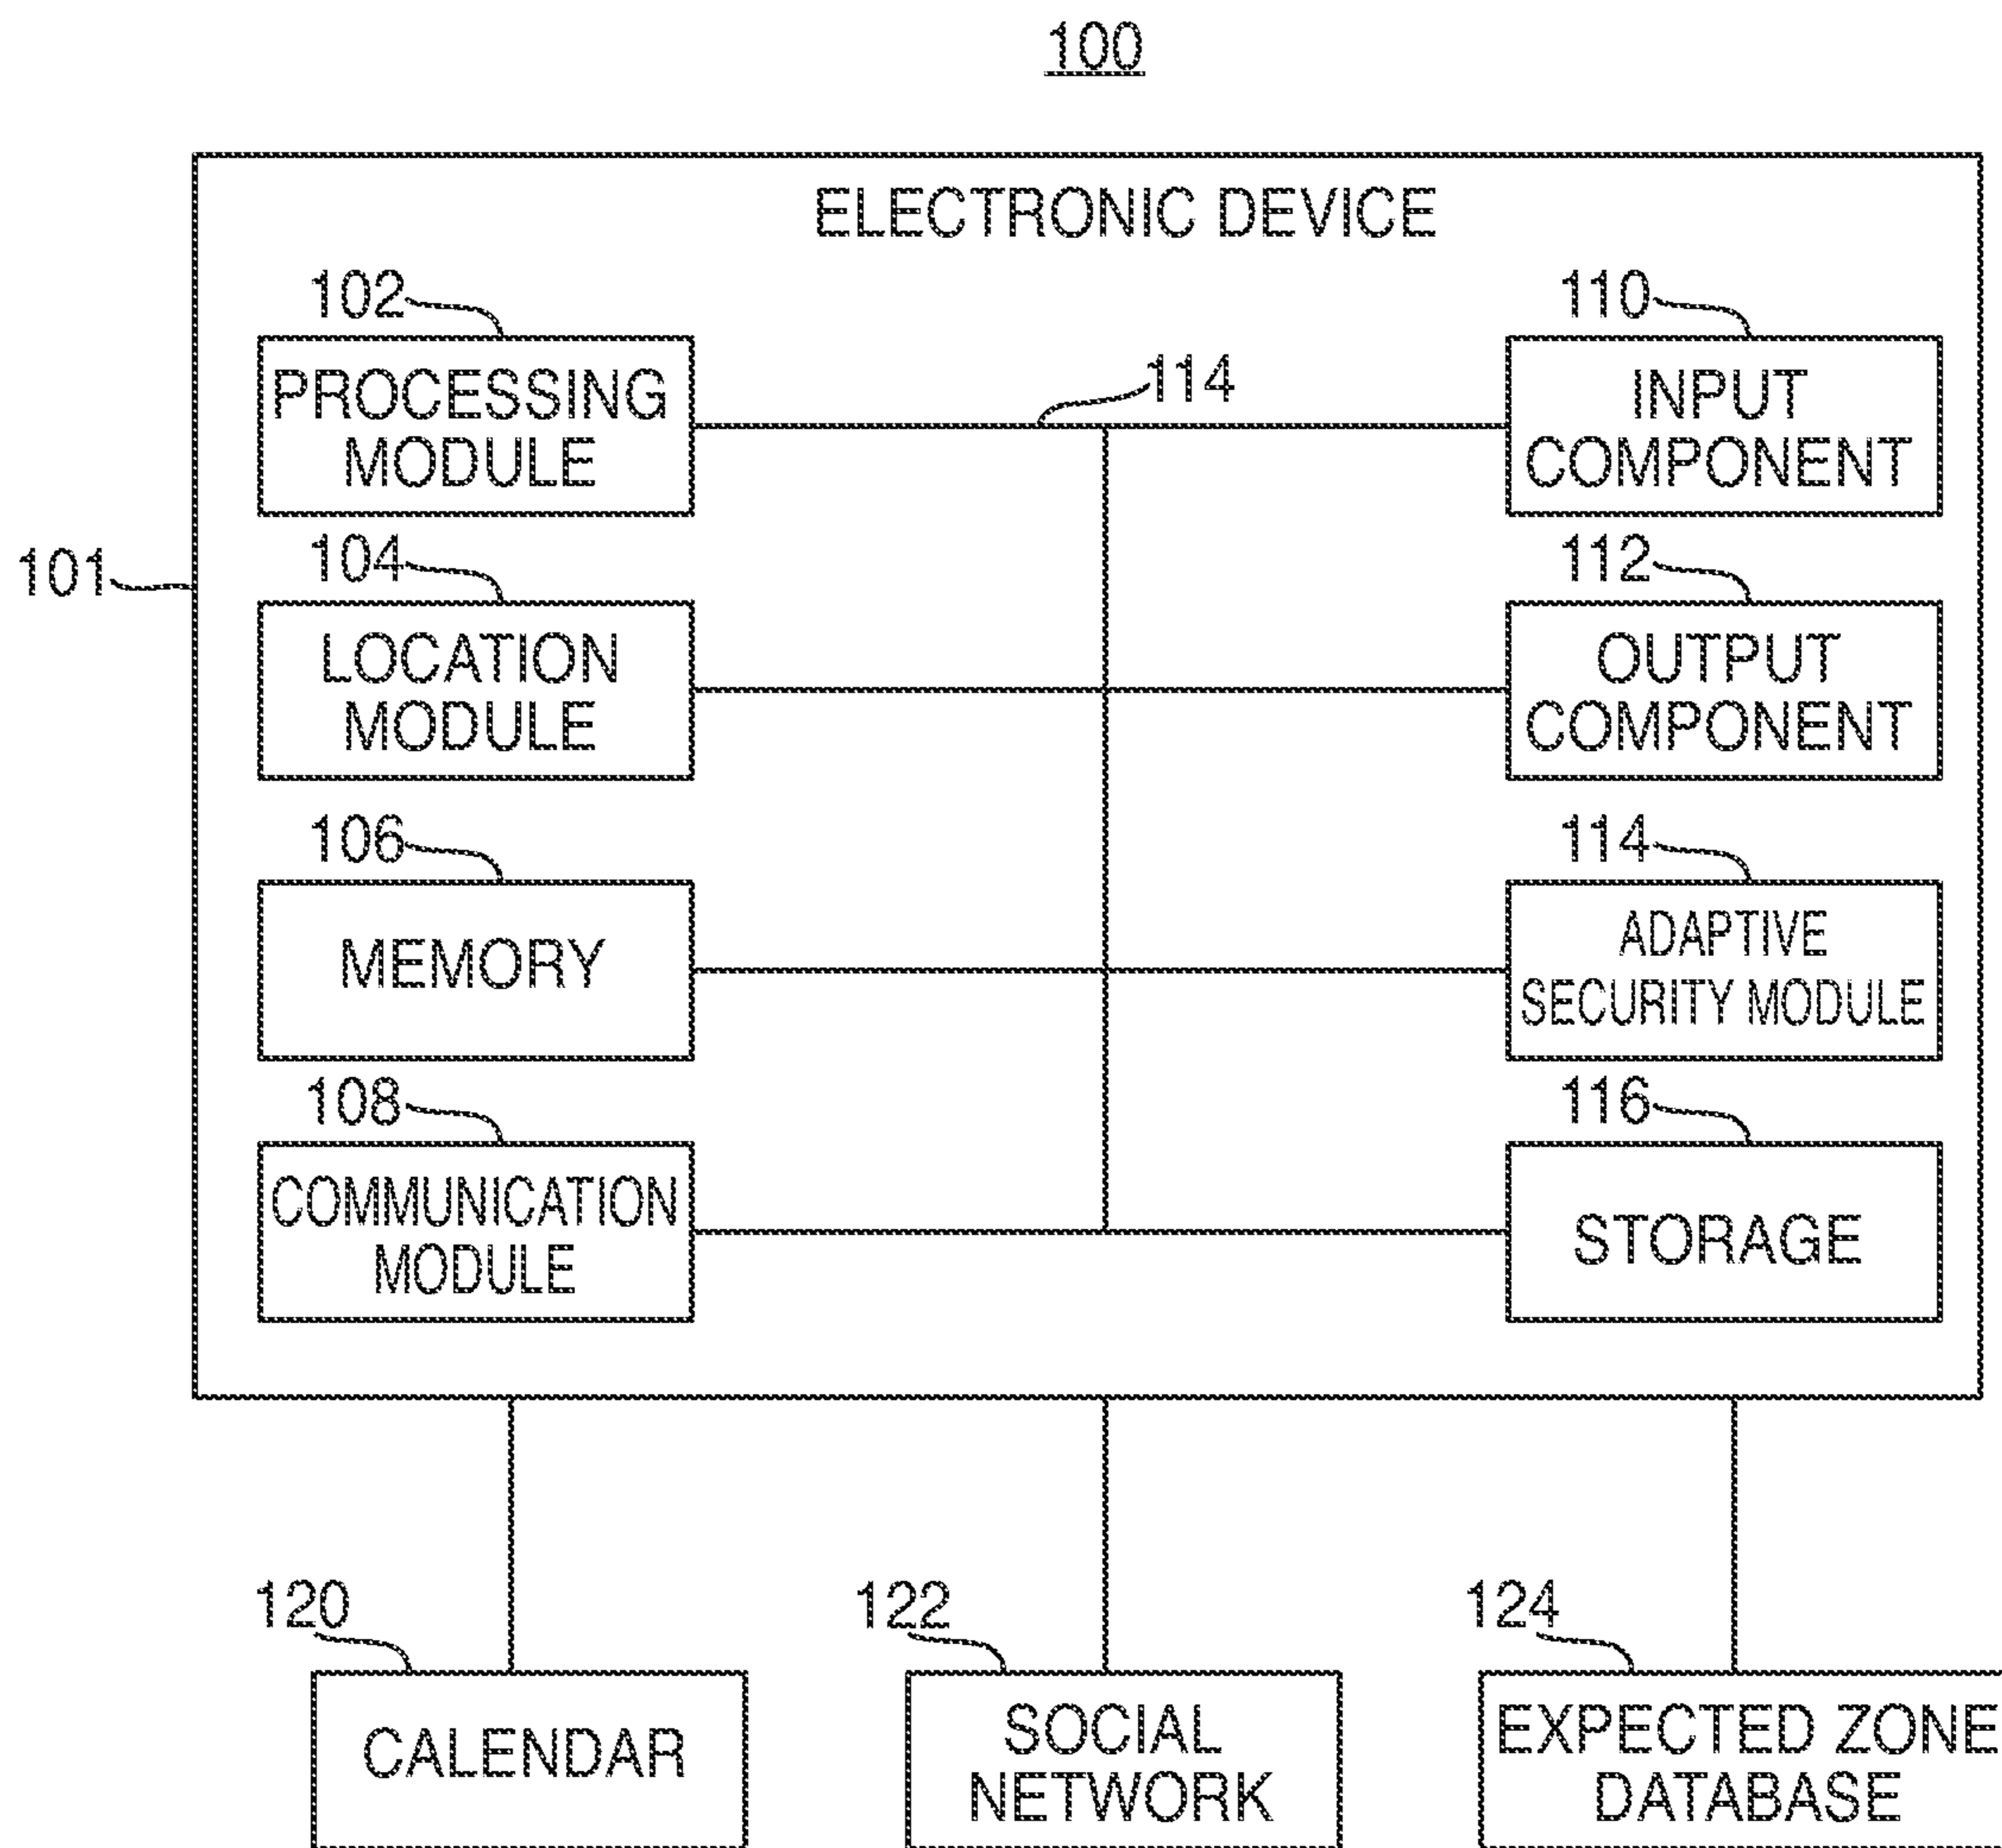 100
ELECTRONIC DEVICE
102
110
PROCESSING
MODULE
114
INPUT
COMPONENT
101
104
112
LOCATION
MODULE
OUTPUT
COMPONENT
106
114
MEMORY
ADAPTIVE
SECURITY MODULE
108
116
COMMUNICATION
MODULE
STORAGE
120
122
124
CALENDAR
SOCIAL
NETWORK
EXPECTED ZONE
DATABASE